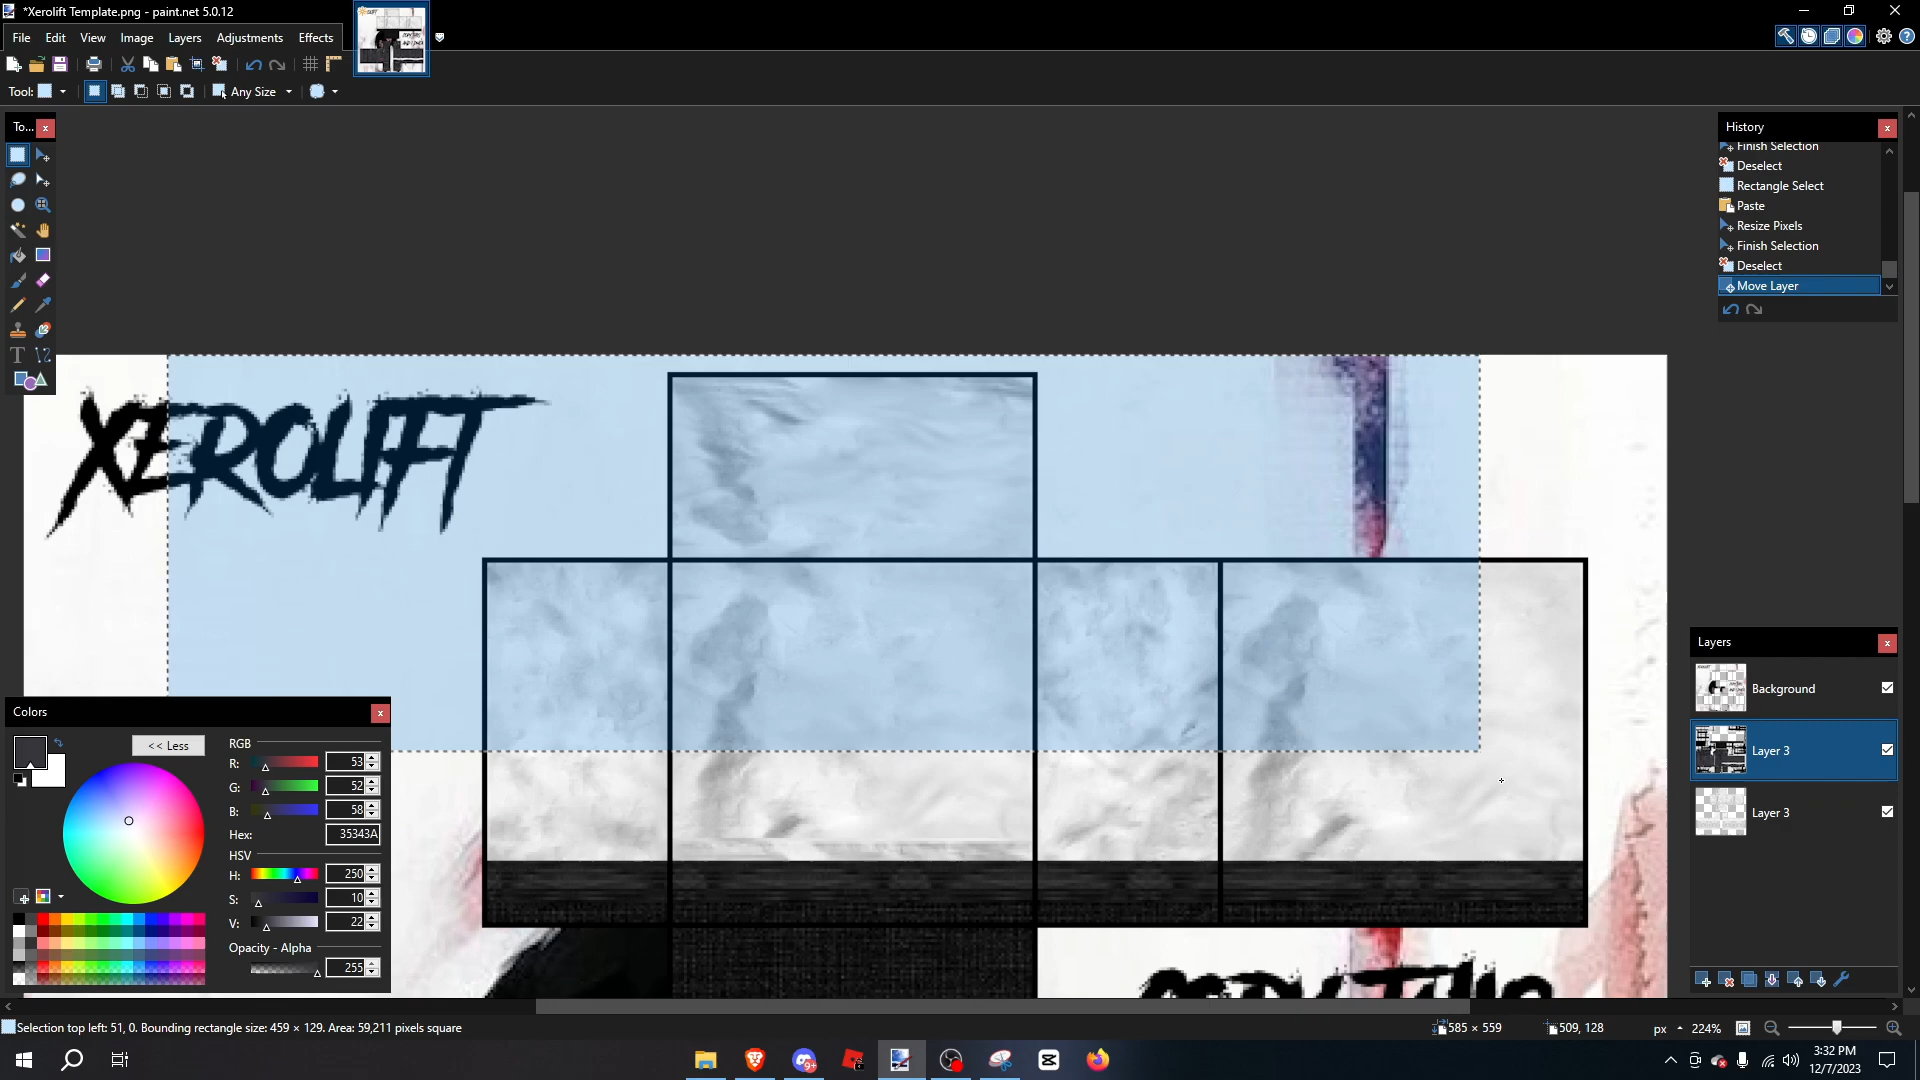 *Xerolift Template.png - paint.net 5.0.12
File Edit View Image Layers Adjustments Effects
Tool:
Any Size
To...
History
Finish Selection
Deselect
Rectangle Select
Paste
Resize Pixels
Finish Selection
Deselect
Move Layer
XEROLIFT
Colors
<< Less
RGB
R: 53
G: 52
B: 58
Hex: 35343A
HSV
H: 250
S: 10
V: 22
Opacity - Alpha
255
Layers
Background
Layer 3
Layer 3
Selection top left: 51, 0. Bounding rectangle size: 459 × 129. Area: 59,211 pixels square
585 × 559
509, 128
px
224%
9+
3:32 PM
12/7/2023